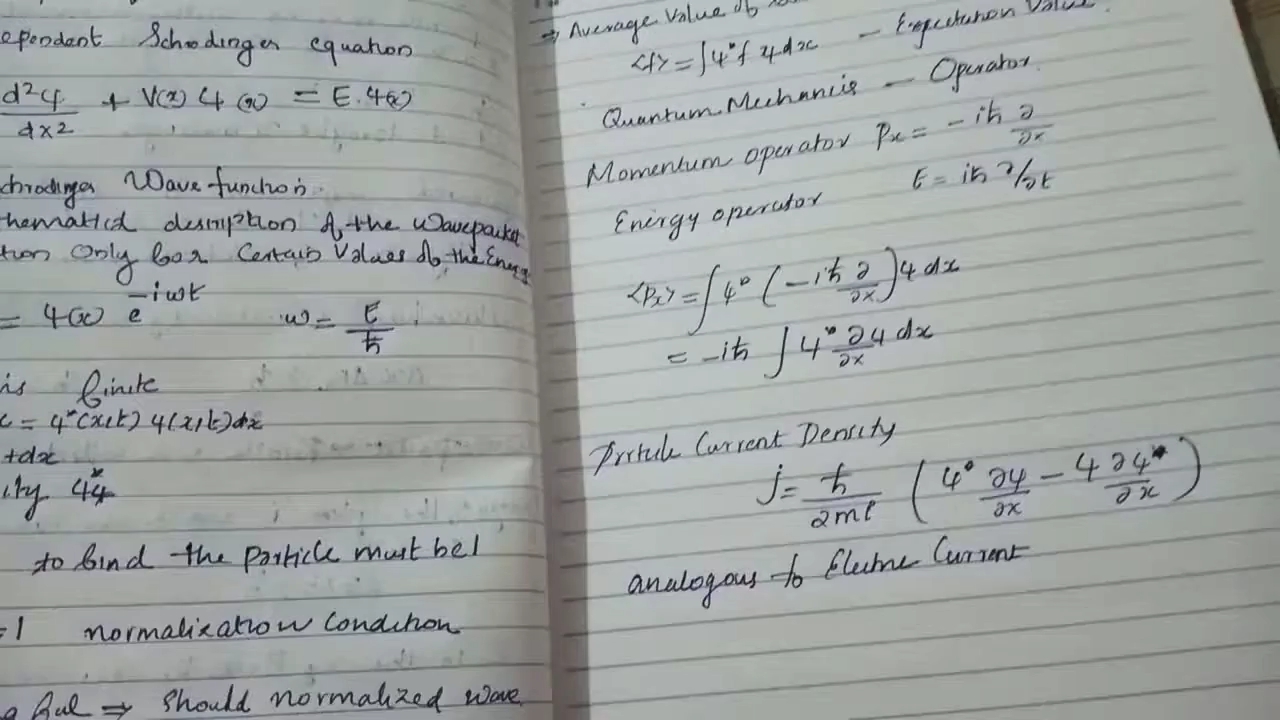 ependent Schrodinger equation
d²ψ/dx² + V(x) ψ(x) = E.ψ(x)
chrodinger Wave function.
thematical description of the Wavepacket
tion Only for Certain Values of the Energy
= ψ(x) e^-iωt ω = E/ħ
is finite
= ψ*(x,t) ψ(x,t)dx
+dx
ity ψψ*
to find the particle must be 1
=1 normalization Condition
ful ⇒ should normalized wave
⇒ Average Value of
<f> = ∫ψ* f ψ dx — Expectation Value.
Quantum Mechanics — Operator.
Momentum operator Px = -iħ ∂/∂x
Energy operator E = iħ ∂/∂t
<Px> = ∫ψ* (-iħ ∂/∂x) ψ dx
= -iħ ∫ψ* ∂ψ/∂x dx
Prticle Current Density
j = ħ/2mi (ψ* ∂ψ/∂x - ψ ∂ψ*/∂x)
analogous to Electric Current